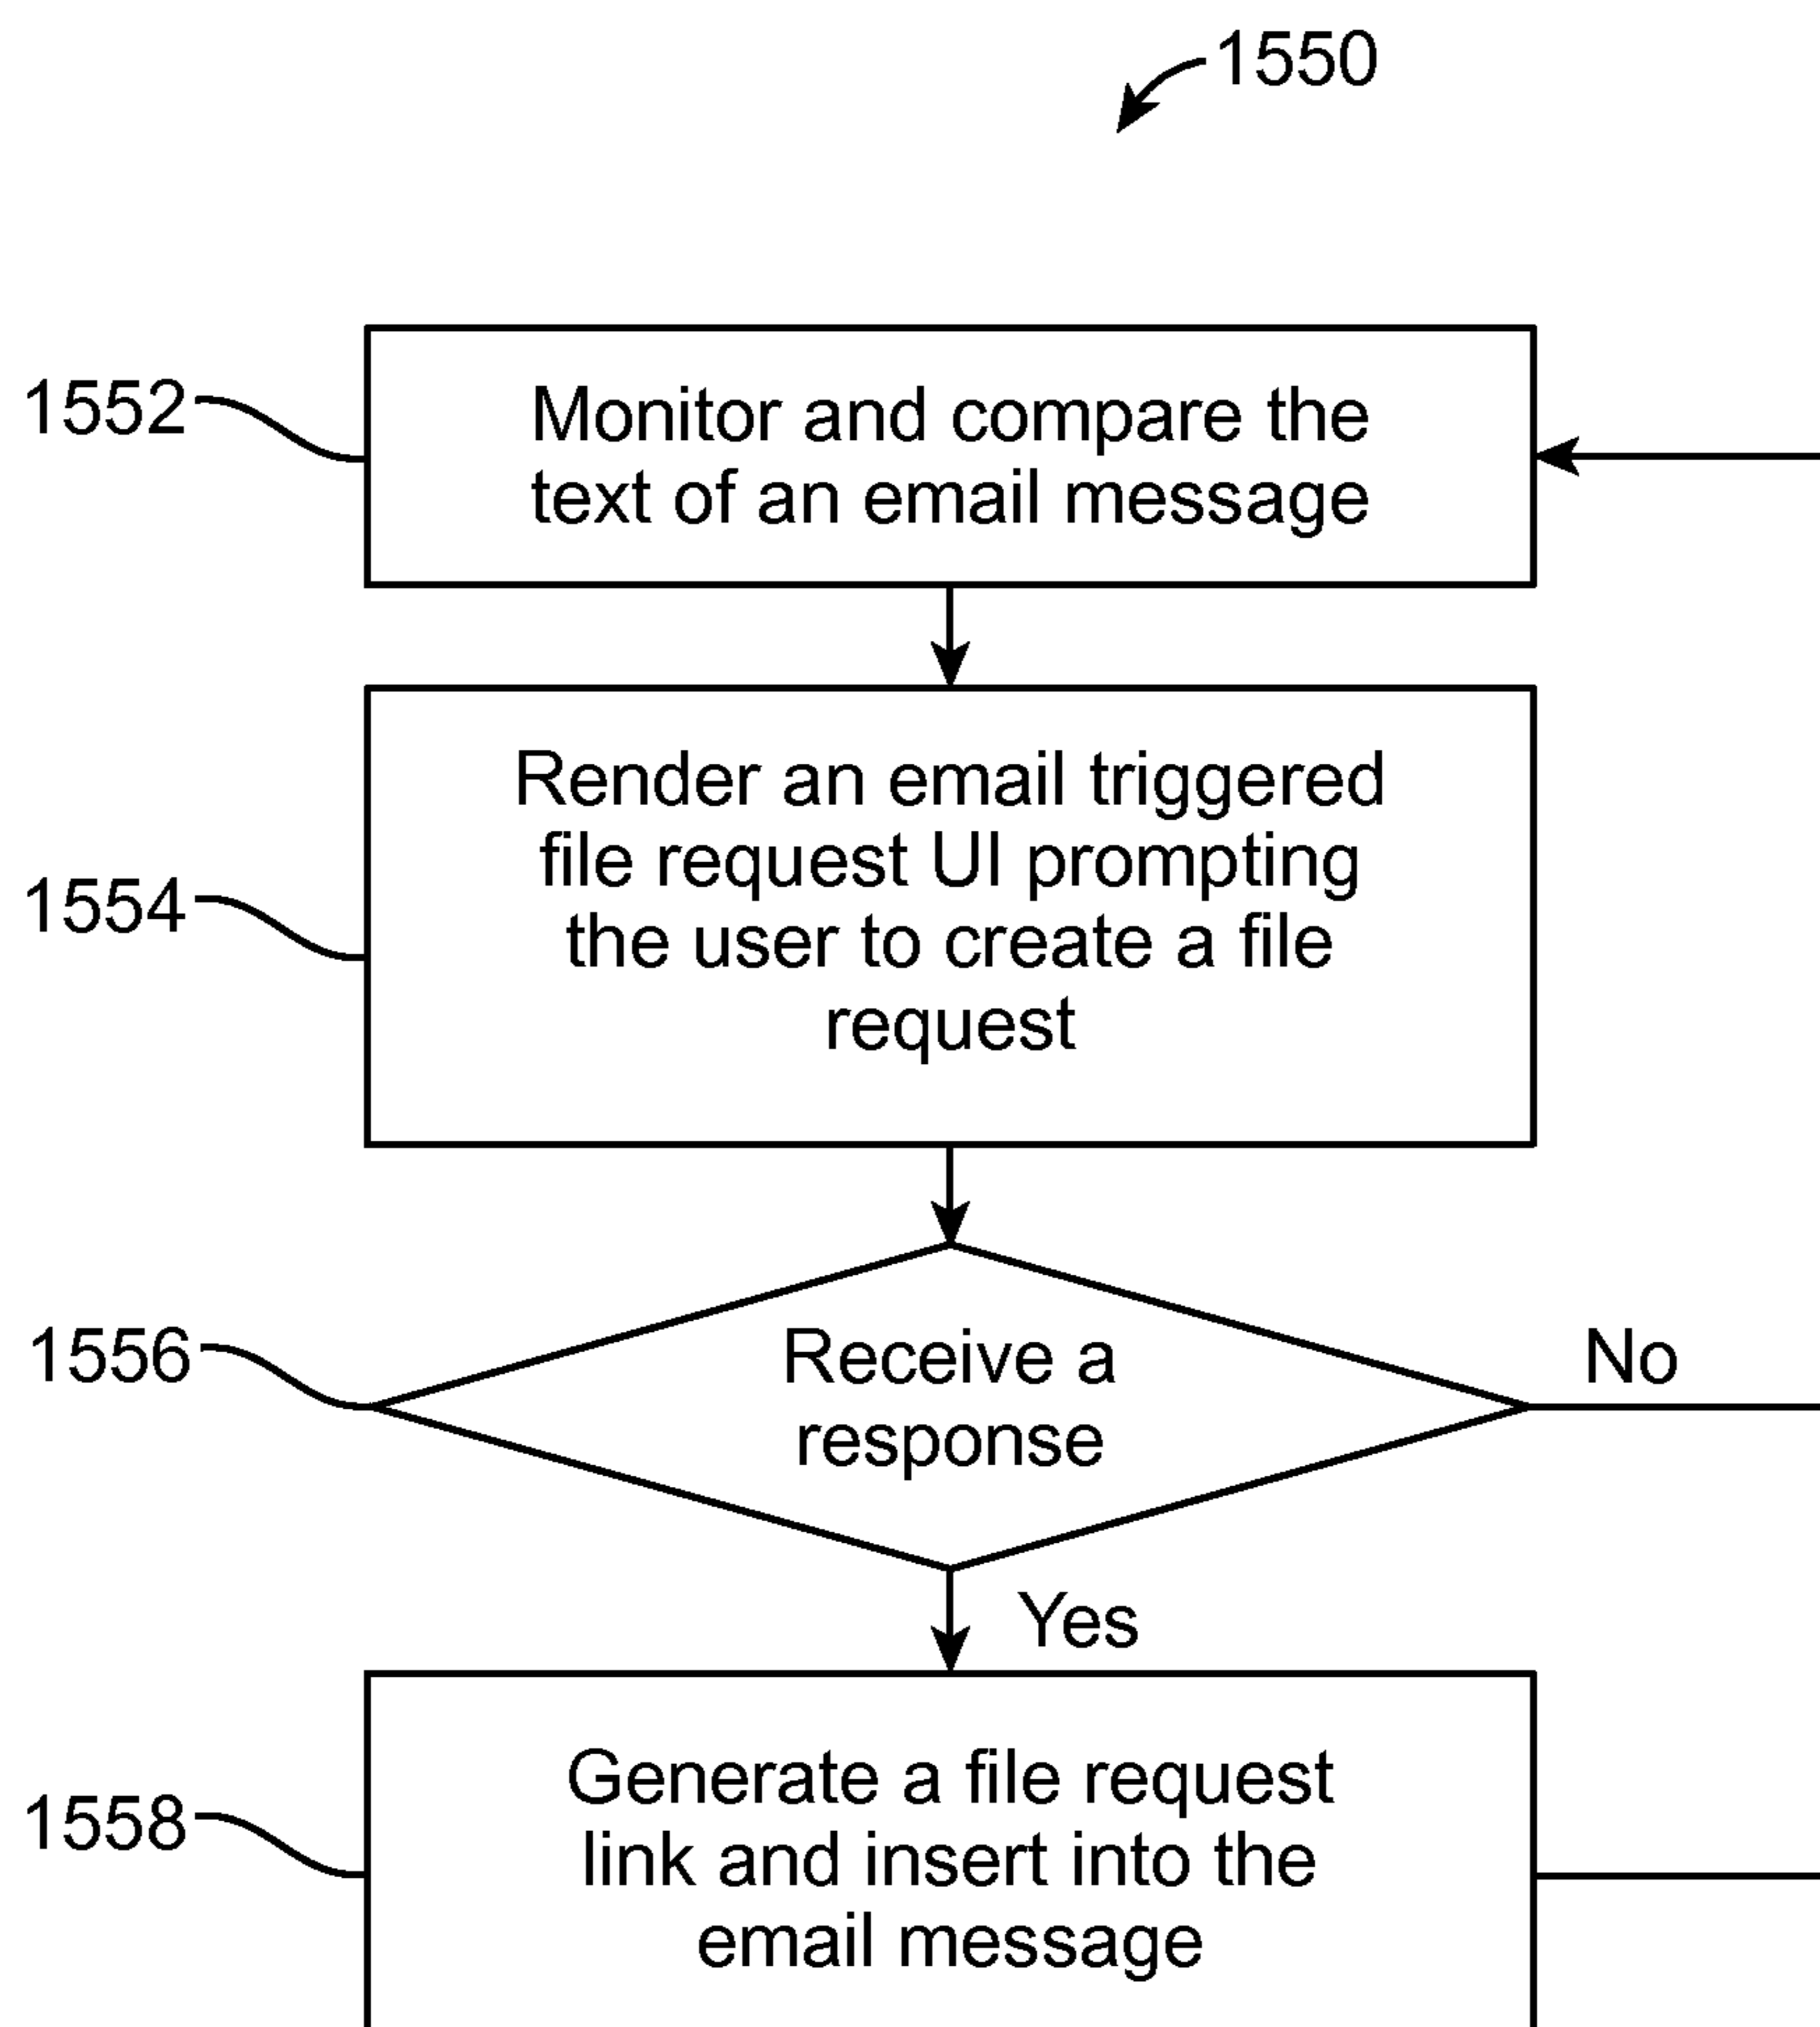 1550
1552
Monitor and compare the
text of an email message
1554
Render an email triggered
file request UI prompting
the user to create a file
request
1556
Receive a
response
No
Yes
1558
Generate a file request
link and insert into the
email message